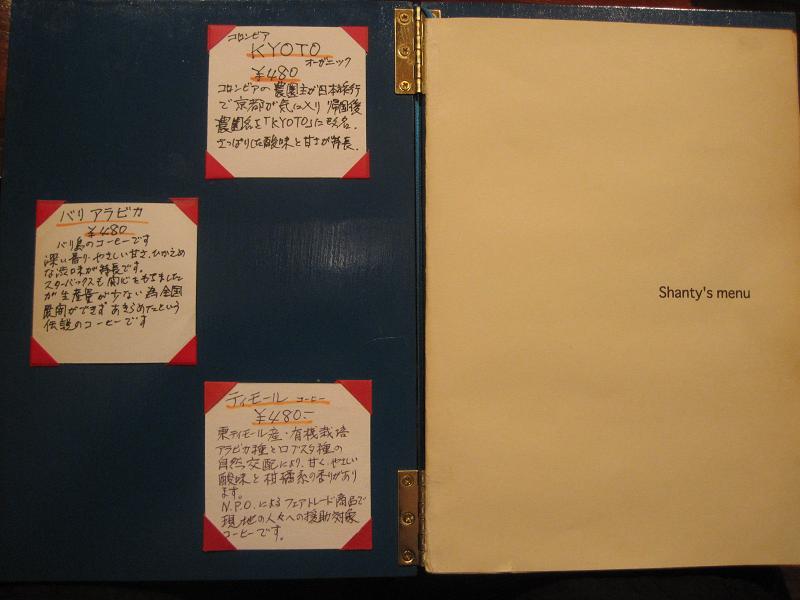 コロンビア
KYOTO
オーガニック
¥480
コロンビアの農園主が日本旅行
で京都が気に入り帰国後
農園名を「KYOTO」に改名.
さっぱりした酸味と甘さが特長.
バリ アラビカ
¥480
バリ島のコーヒーです
深い香り・やさしい甘さ、ひかえめ
な渋味が特長です。
スターバックスも関心をもちました
が生産量が少ない為全国
展開ができず あきらめたという
伝説のコーヒーです
ティモール コーヒー
¥480-
東ティモール産・有機栽培
アラビカ種とロブスタ種の
自然交配により、甘く、やさしい
酸味と柑橘系の香りがあり
ます。
N.P.O.によるフェアトレード商品で
現地の人々への援助対象
コーヒーです。
Shanty's menu